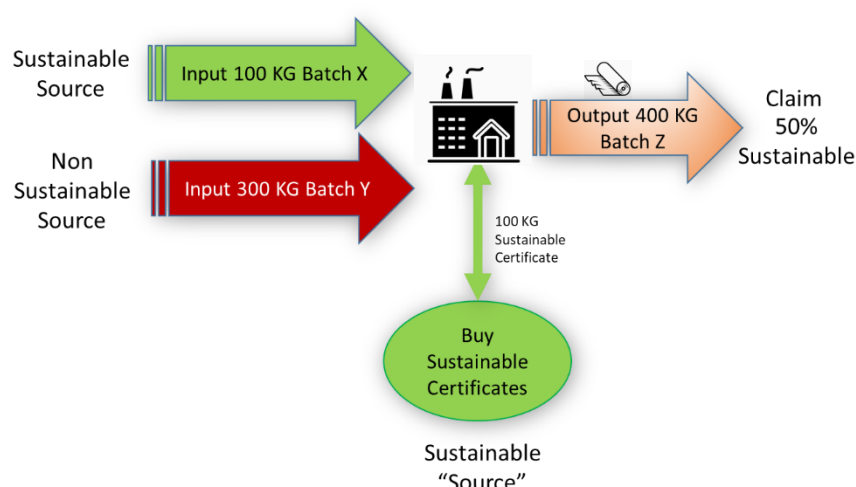 Sustainable
Source
Input 100 KG Batch X
Non
Sustainable
Source
Input 300 KG Batch Y
Output 400 KG
Batch Z
Claim
50%
Sustainable
100 KG
Sustainable
Certificate
Buy
Sustainable
Certificates
Sustainable
“Source”